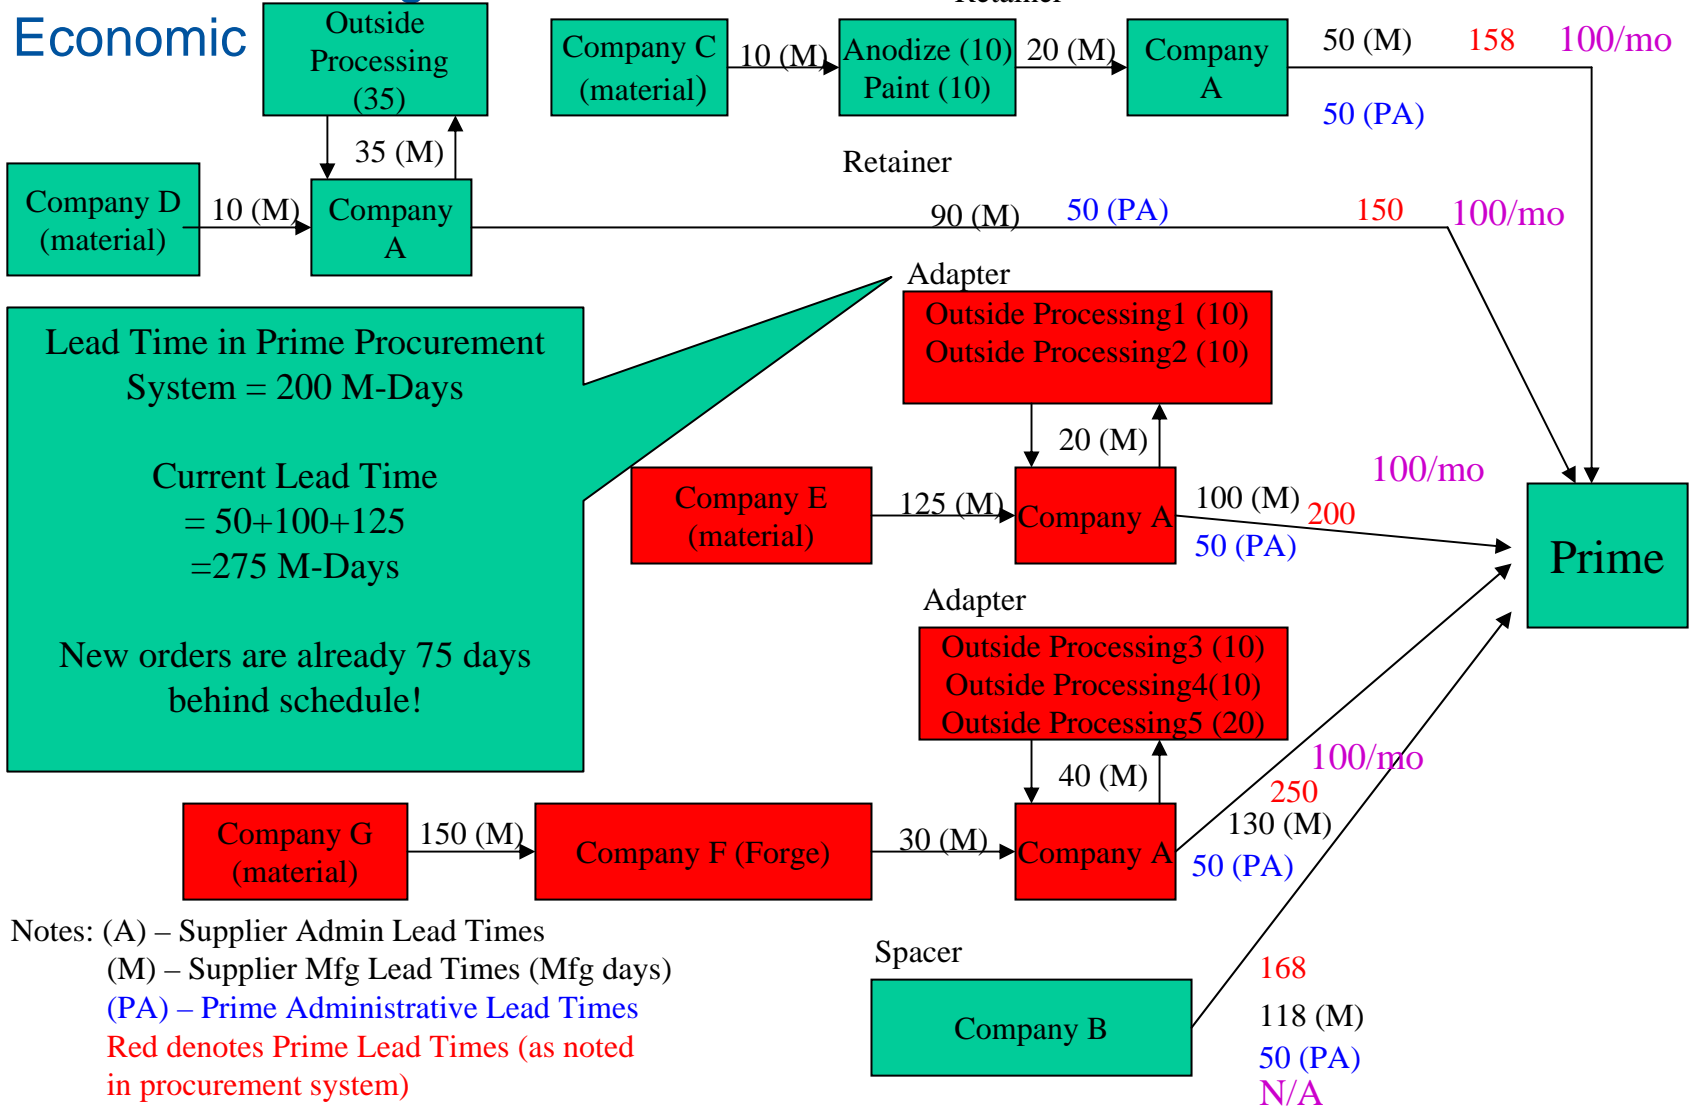 Economic
Retainer
Outside
Processing
(35)
Company C
(material)
10 (M)
Anodize (10)
Paint (10)
20 (M)
Company
A
50 (M)
158
100/mo
50 (PA)
35 (M)
Retainer
Company D
(material)
10 (M)
Company
A
90 (M)
50 (PA)
150
100/mo
Adapter
Outside Processing1 (10)
Outside Processing2 (10)
Lead Time in Prime Procurement
System = 200 M-Days
Current Lead Time
= 50+100+125
=275 M-Days
New orders are already 75 days
behind schedule!
20 (M)
Company E
(material)
125 (M)
Company A
100 (M)
200
100/mo
50 (PA)
Prime
Adapter
Outside Processing3 (10)
Outside Processing4(10)
Outside Processing5 (20)
40 (M)
100/mo
250
130 (M)
50 (PA)
Company G
(material)
150 (M)
Company F (Forge)
30 (M)
Company A
Notes: (A) – Supplier Admin Lead Times
(M) – Supplier Mfg Lead Times (Mfg days)
(PA) – Prime Administrative Lead Times
Red denotes Prime Lead Times (as noted
in procurement system)
Spacer
Company B
168
118 (M)
50 (PA)
N/A